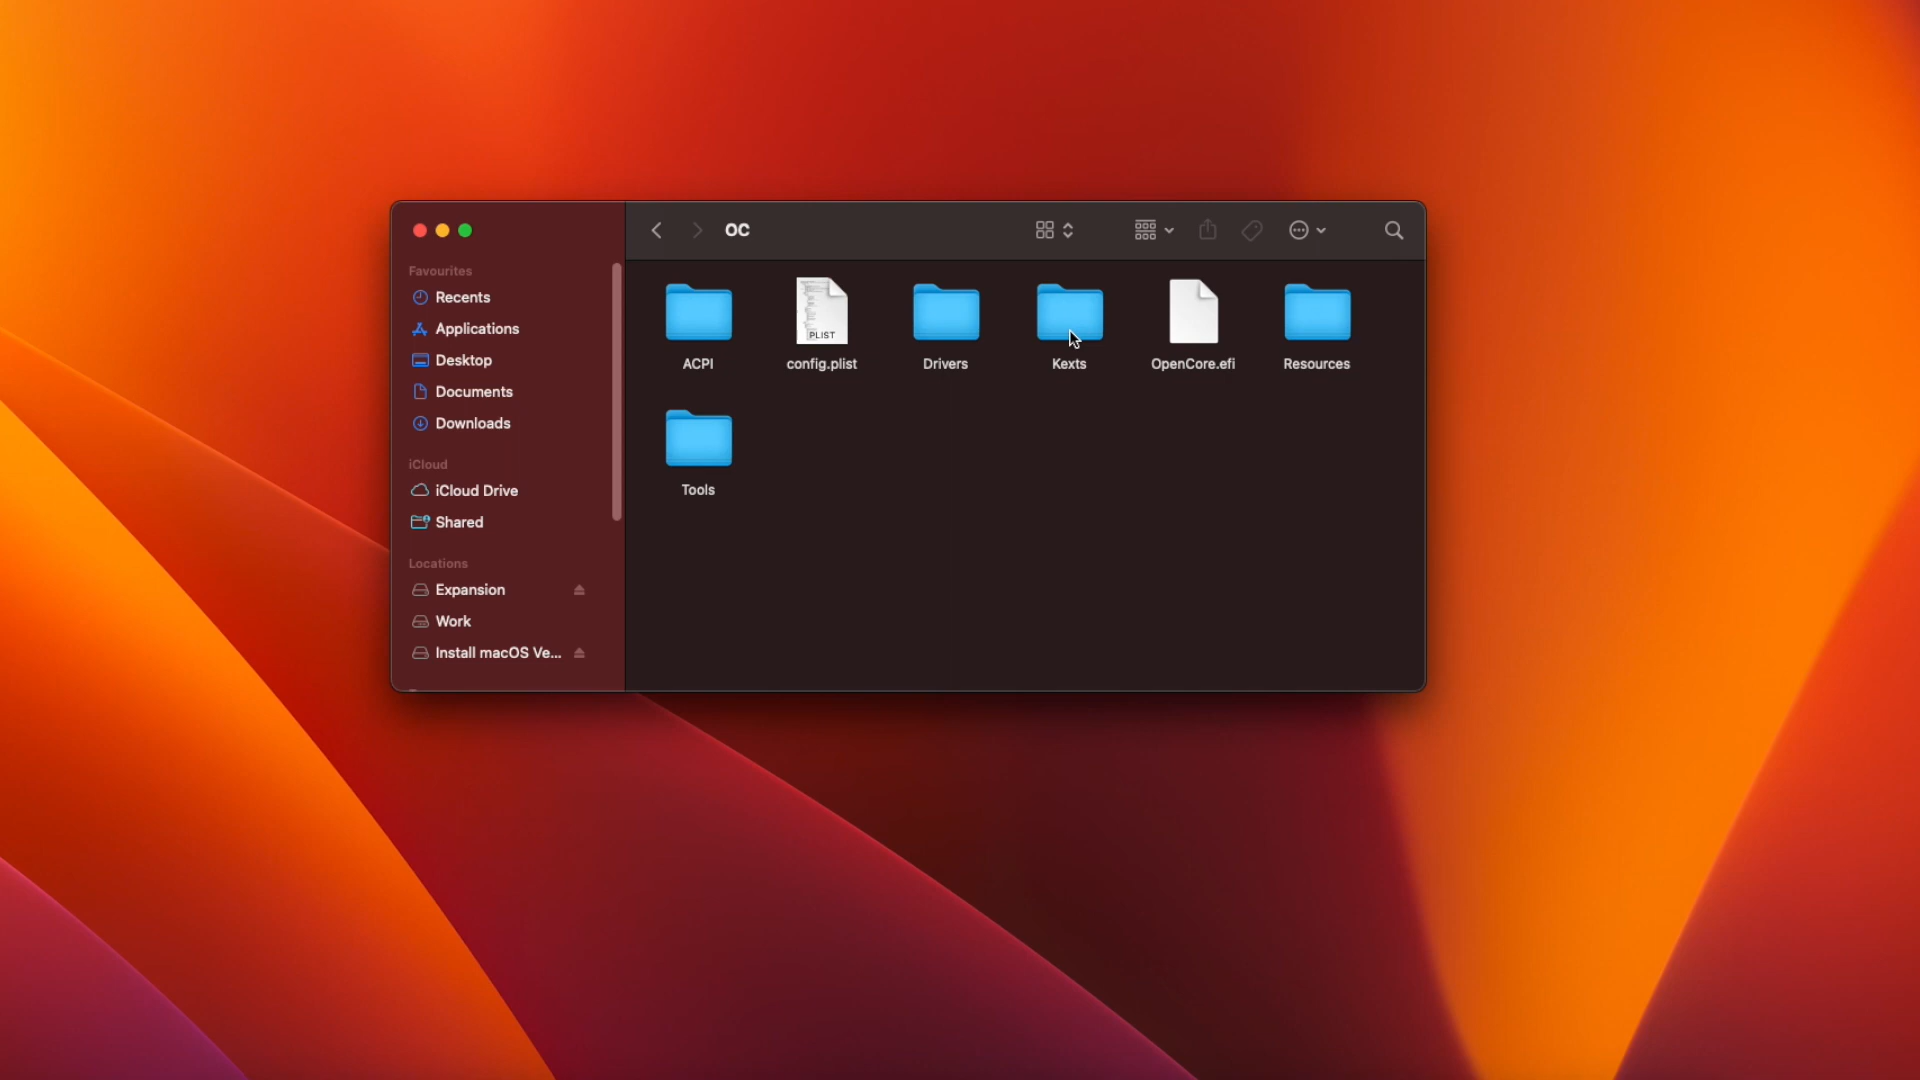 OC
Favourites
Recents
Applications
Desktop
Documents
Downloads
iCloud
iCloud Drive
Shared
Locations
Expansion
Work
Install macOS Ve...
ACPI
PLIST
config.plist
Drivers
Kexts
OpenCore.efi
Resources
Tools